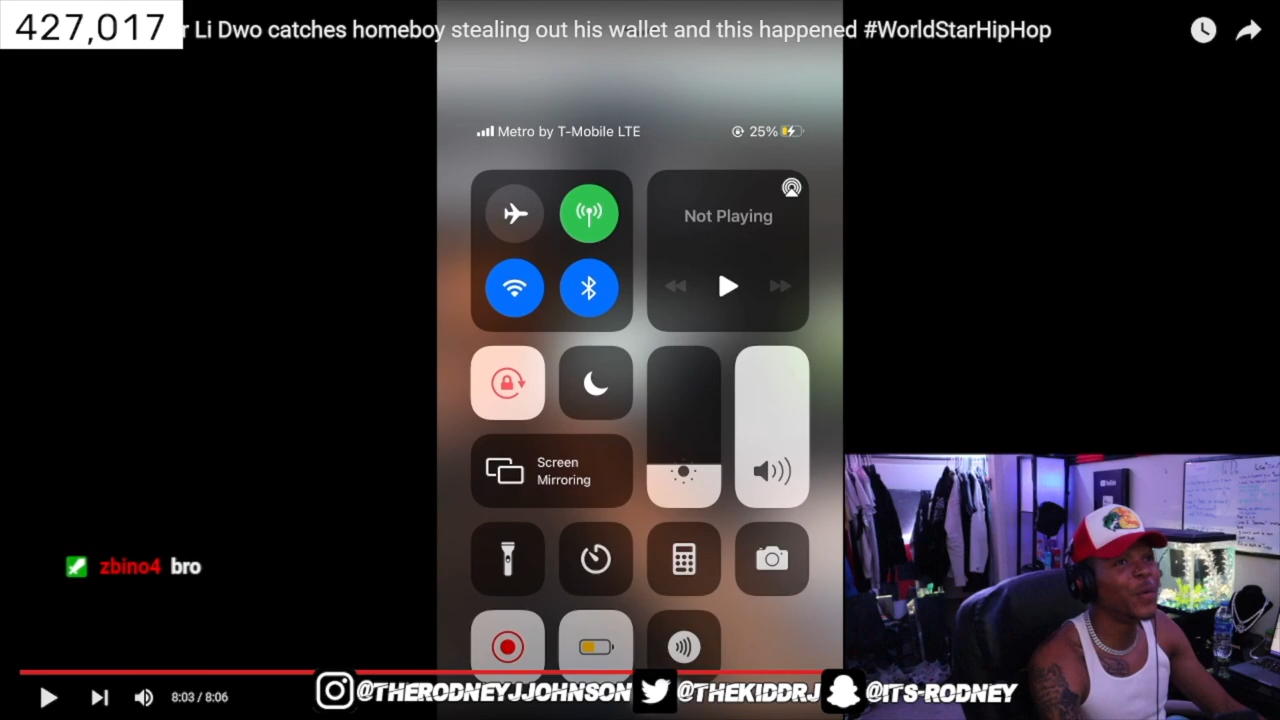 427,017
r Li Dwo catches homeboy stealing out his wallet and this happened #WorldStarHipHop
Metro by T-Mobile LTE
25%
Not Playing
Screen
Mirroring
zbino4 bro
8:03 / 8:06
@THERODNEYJJOHNSON
@THEKIDDRJ
@ITS-RODNEY